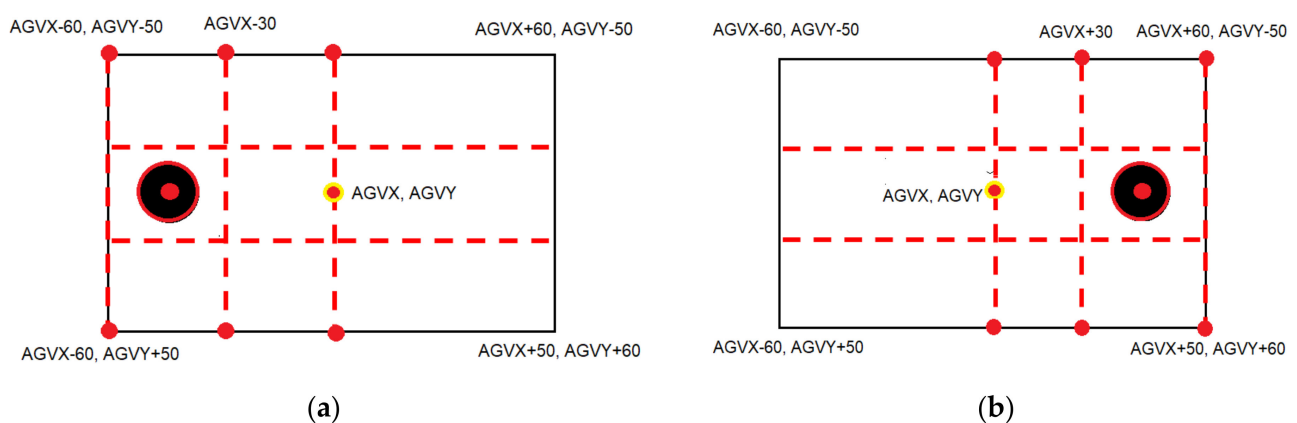 AGVX-60, AGVY-50
AGVX-30
AGVX+60, AGVY-50
AGVX, AGVY
AGVX-60, AGVY+50
AGVX+50, AGVY+60
(a)
AGVX-60, AGVY-50
AGVX+30
AGVX+60, AGVY-50
AGVX, AGVY
AGVX-60, AGVY+50
AGVX+50, AGVY+60
(b)